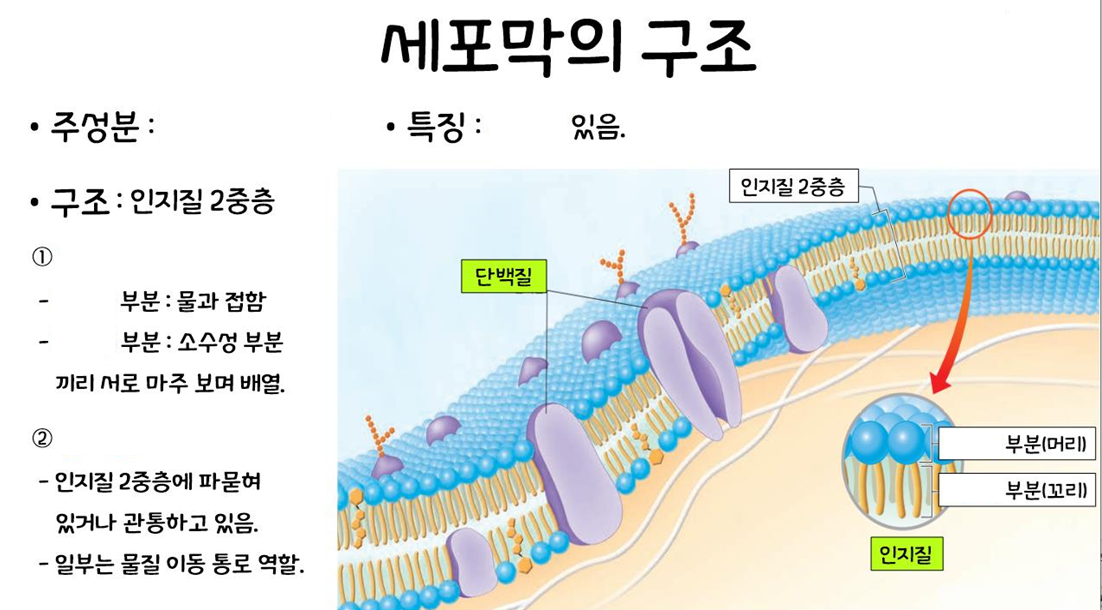 세포막의 구조
• 주성분 :
• 특징 : 있음.
• 구조 : 인지질 2중층
①
- 부분 : 물과 접함
- 부분 : 소수성 부분
끼리 서로 마주 보며 배열.
②
- 인지질 2중층에 파묻혀
있거나 관통하고 있음.
- 일부는 물질 이동 통로 역할.
인지질 2중층
단백질
부분(머리)
부분(꼬리)
인지질